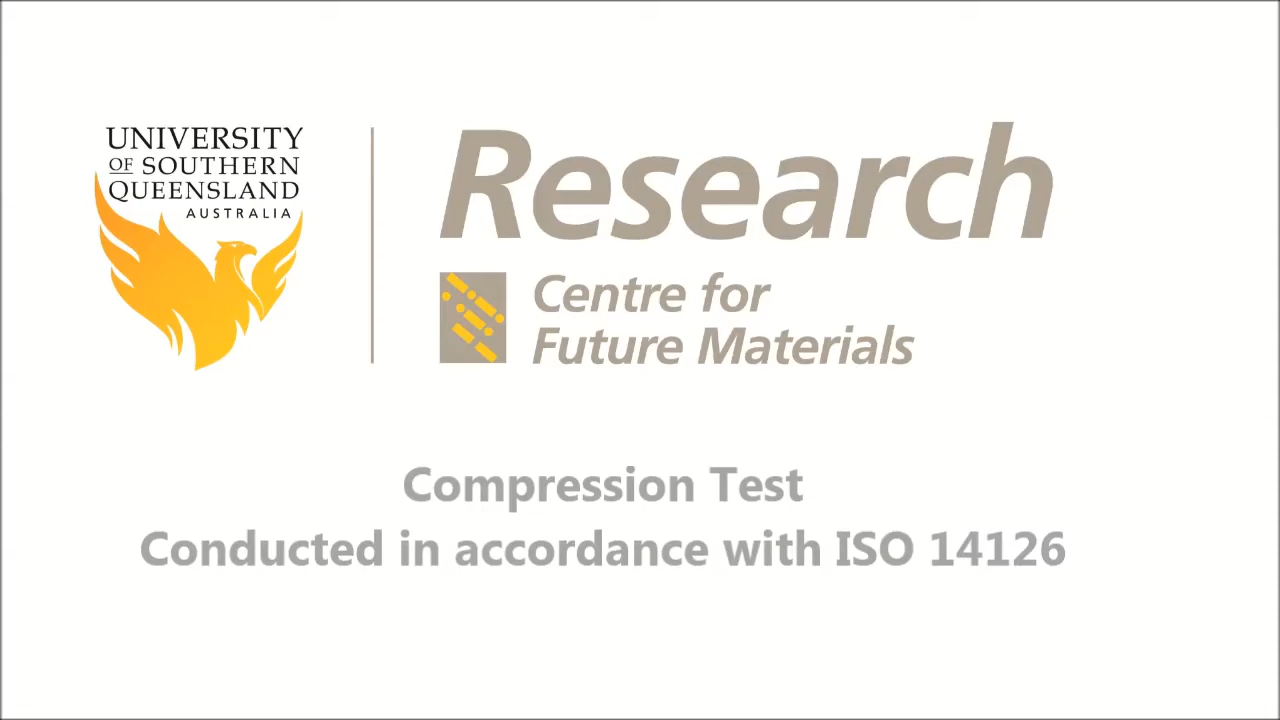 UNIVERSITY
OF SOUTHERN
QUEENSLAND
AUSTRALIA
Research
Centre for
Future Materials
Compression Test
Conducted in accordance with ISO 14126